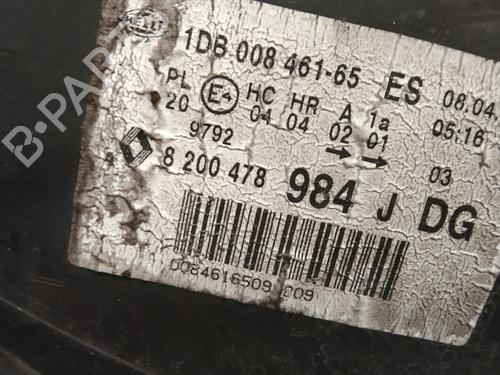 HELLA
1DB 008 461-65 ES 08.04.
PL E4 HC HR A 1a 05:16
20 04 04 02 01
9792 03
8 200 478 984 J DG
0084616509 209
B-PARTS